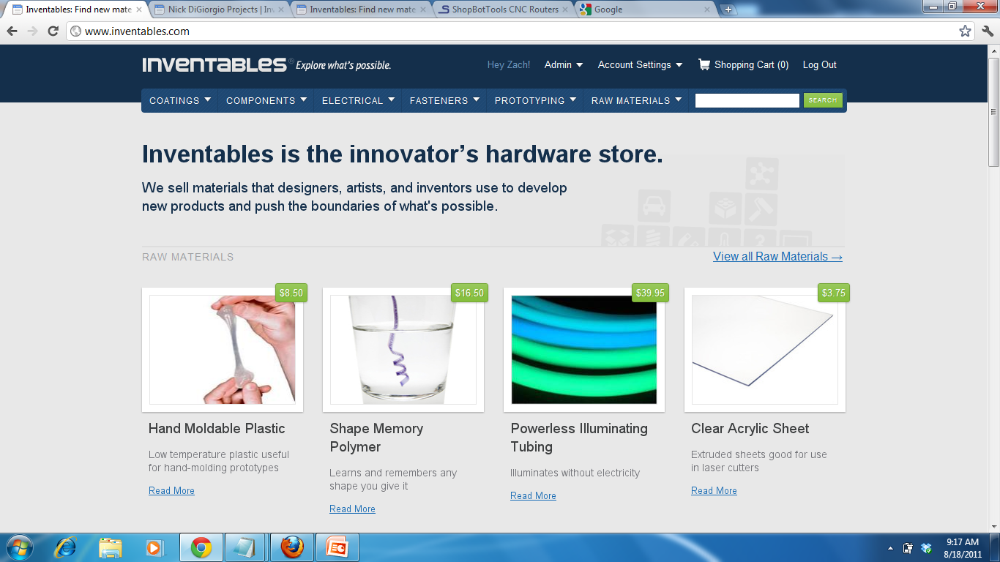 Inventables: Find new mate
Nick DiGiorgio Projects | In
Inventables: Find new mate
ShopBotTools CNC Routers
Google
www.inventables.com
INVENTABLES® Explore what's possible.
Hey Zach!
Admin
Account Settings
Shopping Cart (0)
Log Out
COATINGS
COMPONENTS
ELECTRICAL
FASTENERS
PROTOTYPING
RAW MATERIALS
SEARCH
Inventables is the innovator’s hardware store.
We sell materials that designers, artists, and inventors use to develop
new products and push the boundaries of what's possible.
RAW MATERIALS
View all Raw Materials →
$8.50
$16.50
$39.95
$3.75
Hand Moldable Plastic
Low temperature plastic useful
for hand-molding prototypes
Read More
Shape Memory
Polymer
Learns and remembers any
shape you give it
Read More
Powerless Illuminating
Tubing
Illuminates without electricity
Read More
Clear Acrylic Sheet
Extruded sheets good for use
in laser cutters
Read More
9:17 AM
8/18/2011